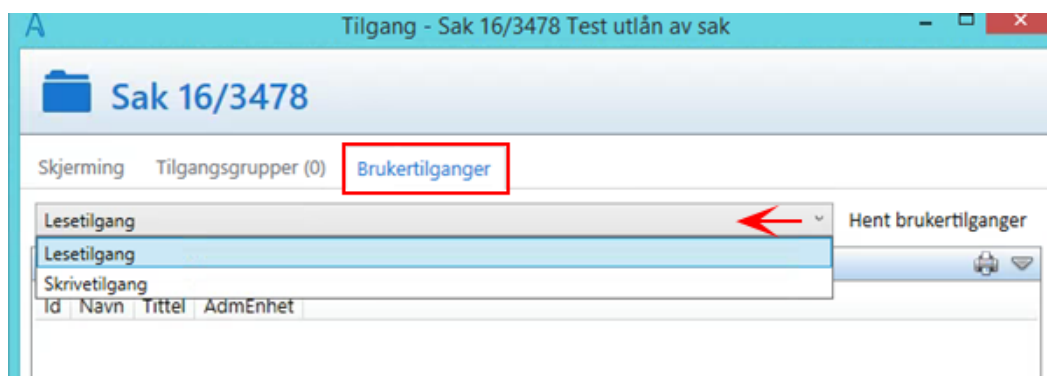 Tilgang - Sak 16/3478 Test utlån av sak
Sak 16/3478
Skjerming Tilgangsgrupper (0) Brukertilganger
Lesetilgang Hent brukertilganger
Lesetilgang
Skrivetilgang
Id Navn Tittel AdmEnhet